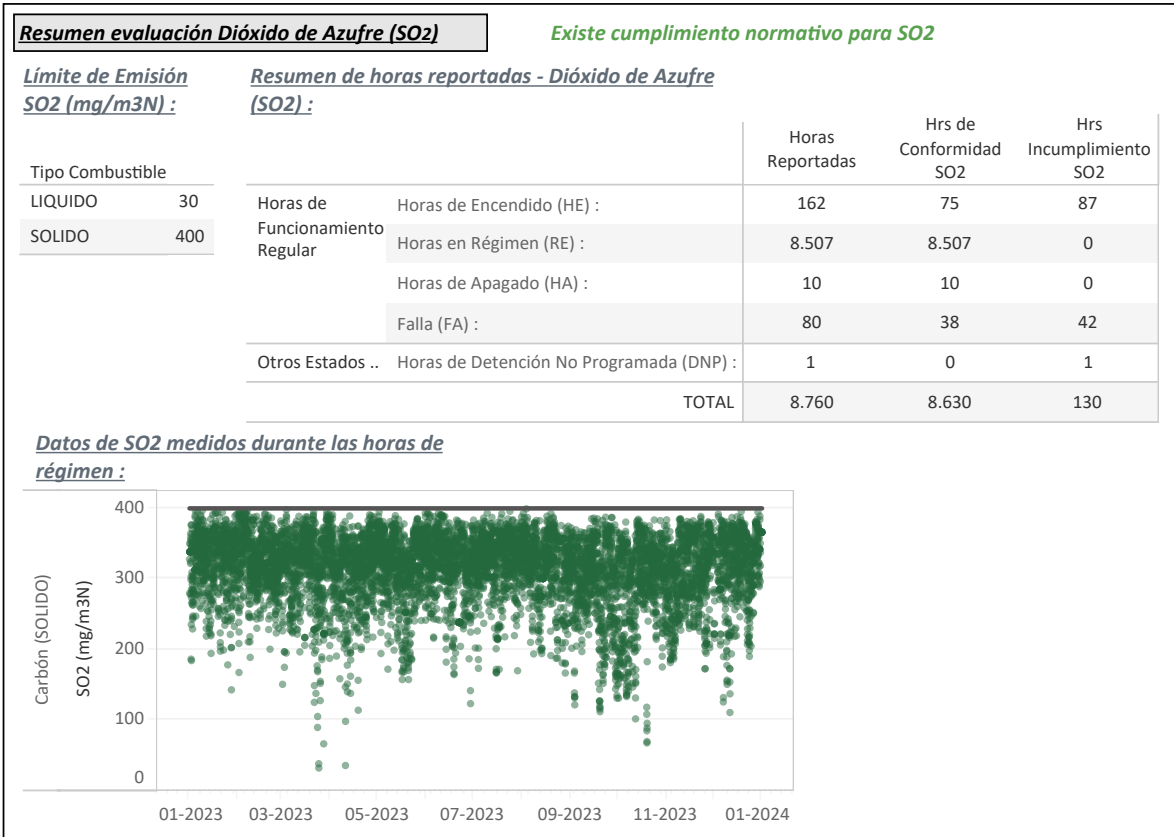 Resumen evaluación Dióxido de Azufre (SO2)
Existe cumplimiento normativo para SO2
Límite de Emisión
SO2 (mg/m3N) :
Tipo Combustible
LIQUIDO 30
SOLIDO 400
Resumen de horas reportadas - Dióxido de Azufre
(SO2) :
Horas
Reportadas
Hrs de
Conformidad
SO2
Hrs
Incumplimiento
SO2
Horas de
Funcionamiento
Regular
Horas de Encendido (HE) : 162 75 87
Horas en Régimen (RE) : 8.507 8.507 0
Horas de Apagado (HA) : 10 10 0
Falla (FA) : 80 38 42
Otros Estados .. Horas de Detención No Programada (DNP) : 1 0 1
TOTAL 8.760 8.630 130
Datos de SO2 medidos durante las horas de
régimen :
Carbón (SOLIDO)
SO2 (mg/m3N)
400
300
200
100
0
01-2023 03-2023 05-2023 07-2023 09-2023 11-2023 01-2024